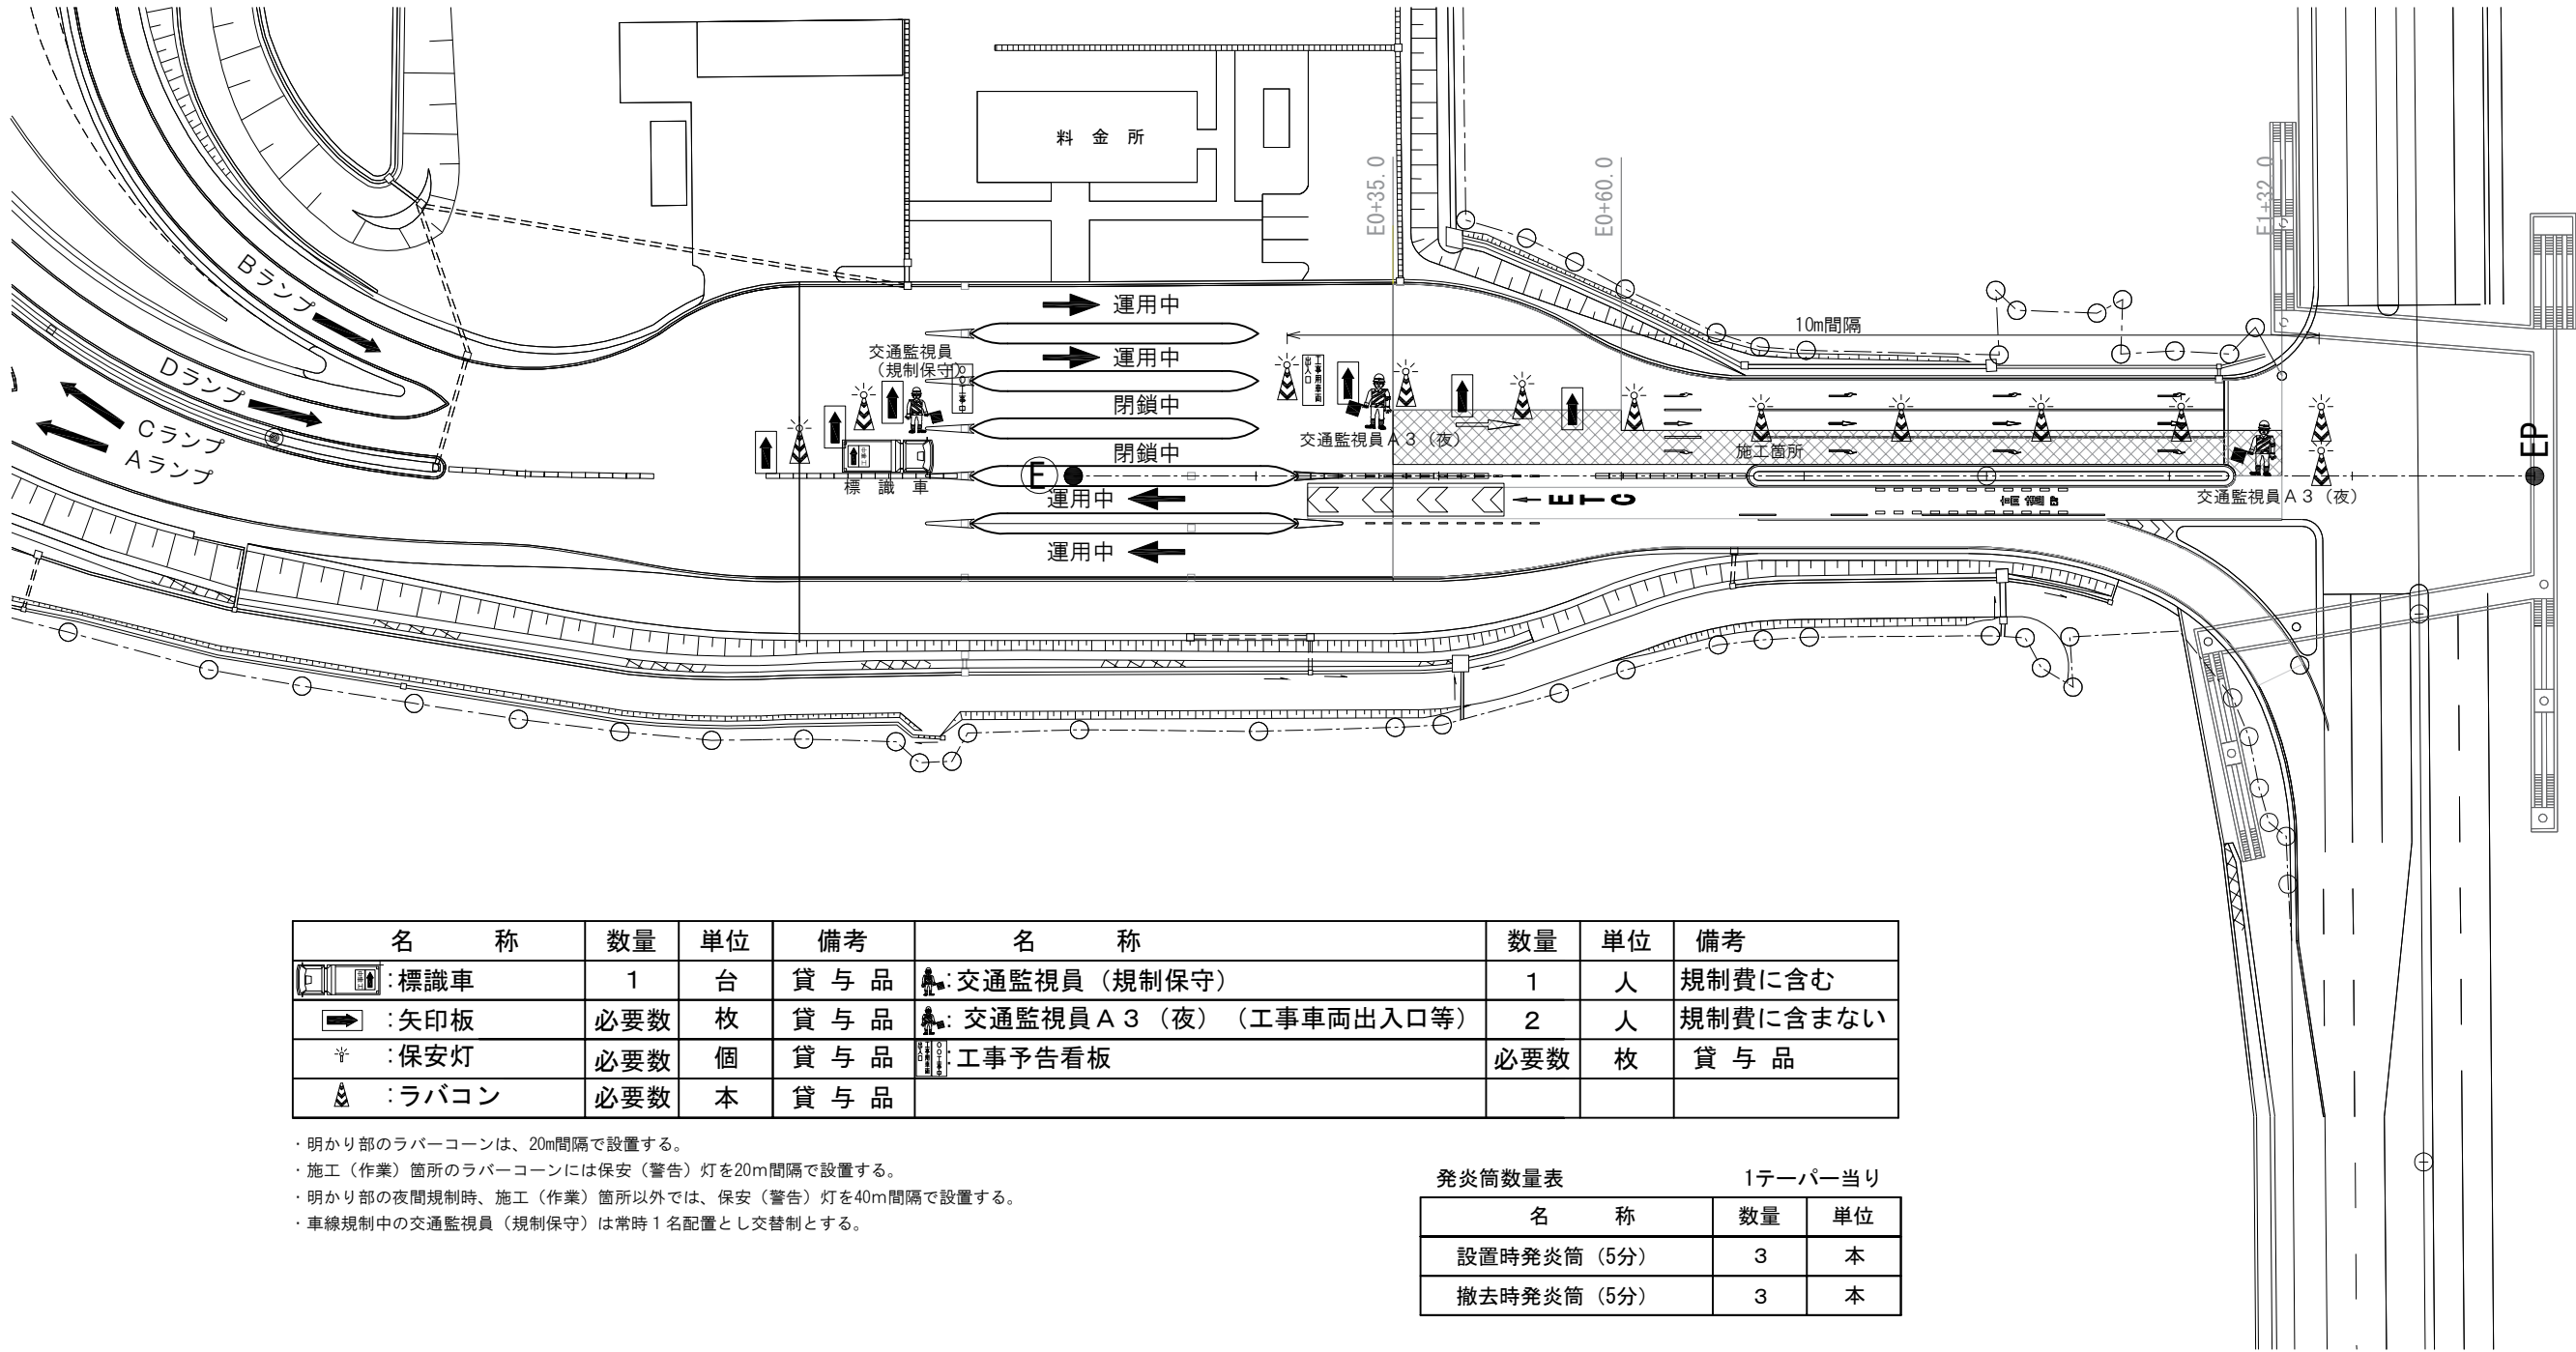 料 金 所
E0+35.0
E0+60.0
E1+32.0
Bランプ
Dランプ
Cランプ
Aランプ
運用中
運用中
閉鎖中
閉鎖中
運用中
運用中
交通監視員
(規制保守)
〇〇工事中
標 識 車
工事用車両
出入口
10m間隔
交通監視員A3(夜)
施工箇所
交通監視員A3(夜)
E
ETC
EP
名 称 数量 単位 備考 名 称 数量 単位 備考
:標識車 1 台 貸 与 品 :交通監視員(規制保守) 1 人 規制費に含む
:矢印板 必要数 枚 貸 与 品 :交通監視員A3(夜)(工事車両出入口等) 2 人 規制費に含まない
:保安灯 必要数 個 貸 与 品 :工事予告看板 必要数 枚 貸 与 品
:ラバコン 必要数 本 貸 与 品
・明かり部のラバーコーンは、20m間隔で設置する。
・施工(作業)箇所のラバーコーンには保安(警告)灯を20m間隔で設置する。
・明かり部の夜間規制時、施工(作業)箇所以外では、保安(警告)灯を40m間隔で設置する。
・車線規制中の交通監視員(規制保守)は常時1名配置とし交替制とする。
発炎筒数量表 1テーパー当り
名 称 数量 単位
設置時発炎筒(5分) 3 本
撤去時発炎筒(5分) 3 本